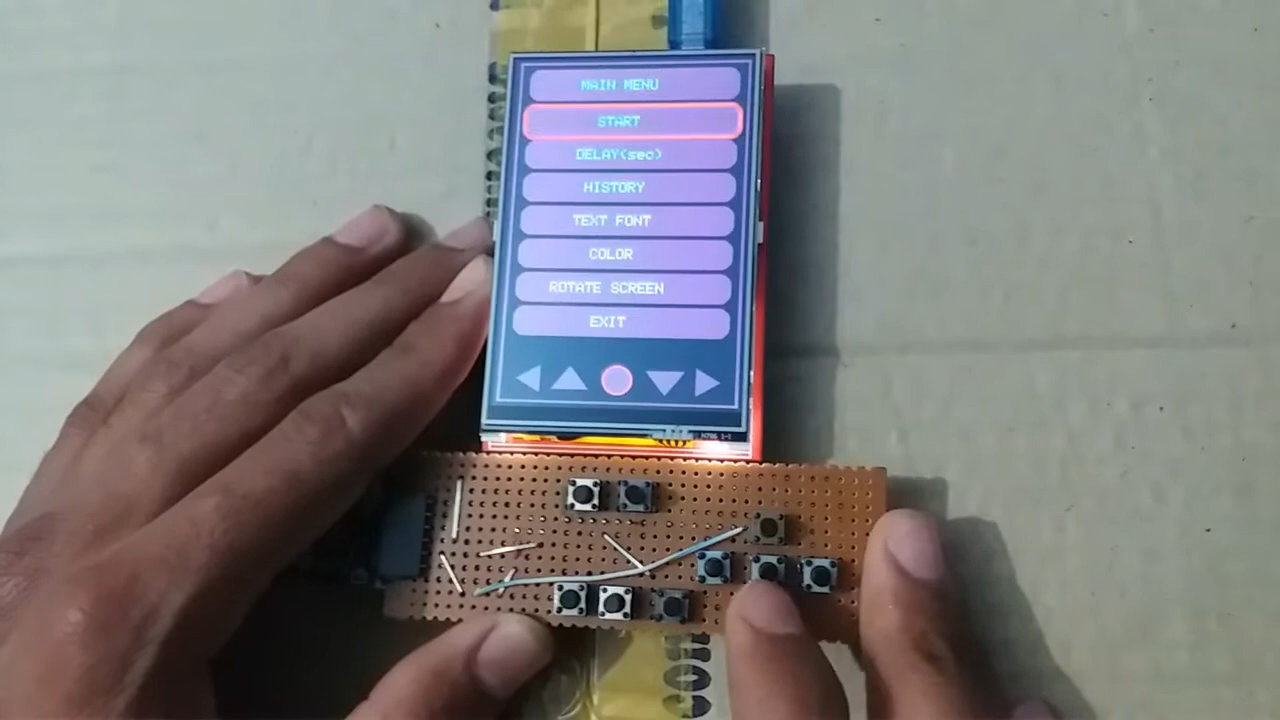 MAIN MENU
START
DELAY(sec)
HISTORY
TEXT FONT
COLOR
ROTATE SCREEN
EXIT